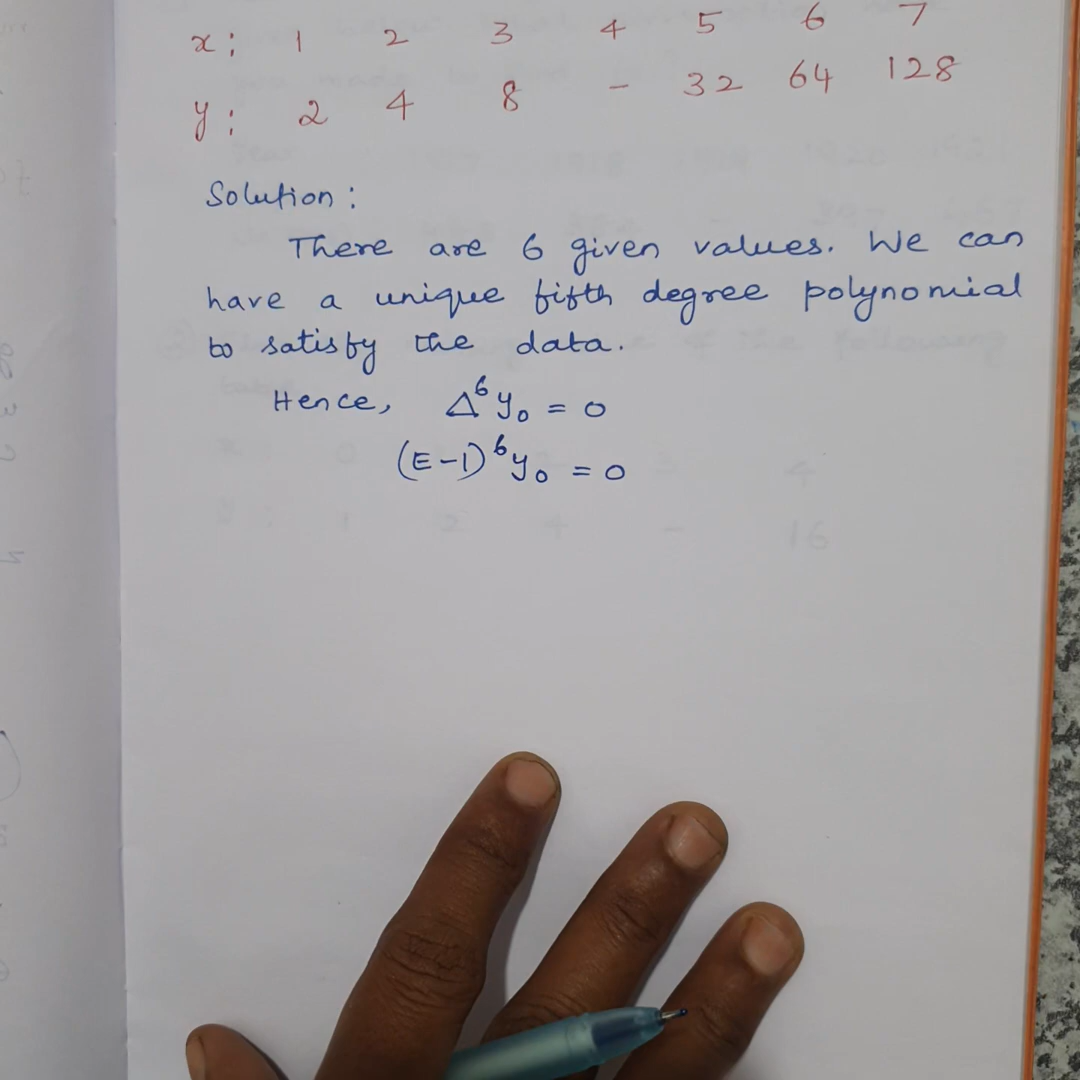 x: 1 2 3 4 5 6 7
y: 2 4 8 - 32 64 128
Solution:
There are 6 given values. We can
have a unique fifth degree polynomial
to satisfy the data.
Hence, Δ⁶y₀ = 0
(E-1)⁶y₀ = 0